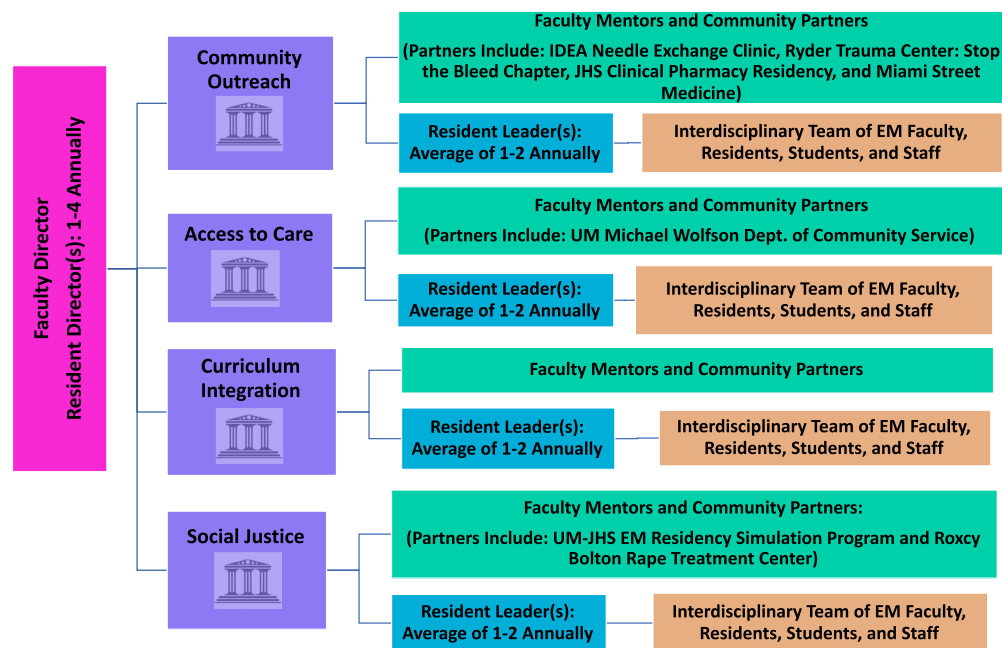 Faculty Director
Resident Director(s): 1-4 Annually
Community
Outreach
Faculty Mentors and Community Partners
(Partners Include: IDEA Needle Exchange Clinic, Ryder Trauma Center: Stop
the Bleed Chapter, JHS Clinical Pharmacy Residency, and Miami Street
Medicine)
Resident Leader(s):
Average of 1-2 Annually
Interdisciplinary Team of EM Faculty,
Residents, Students, and Staff
Access to Care
Faculty Mentors and Community Partners
(Partners Include: UM Michael Wolfson Dept. of Community Service)
Resident Leader(s):
Average of 1-2 Annually
Interdisciplinary Team of EM Faculty,
Residents, Students, and Staff
Curriculum
Integration
Faculty Mentors and Community Partners
Resident Leader(s):
Average of 1-2 Annually
Interdisciplinary Team of EM Faculty,
Residents, Students, and Staff
Social Justice
Faculty Mentors and Community Partners:
(Partners Include: UM-JHS EM Residency Simulation Program and Roxcy
Bolton Rape Treatment Center)
Resident Leader(s):
Average of 1-2 Annually
Interdisciplinary Team of EM Faculty,
Residents, Students, and Staff